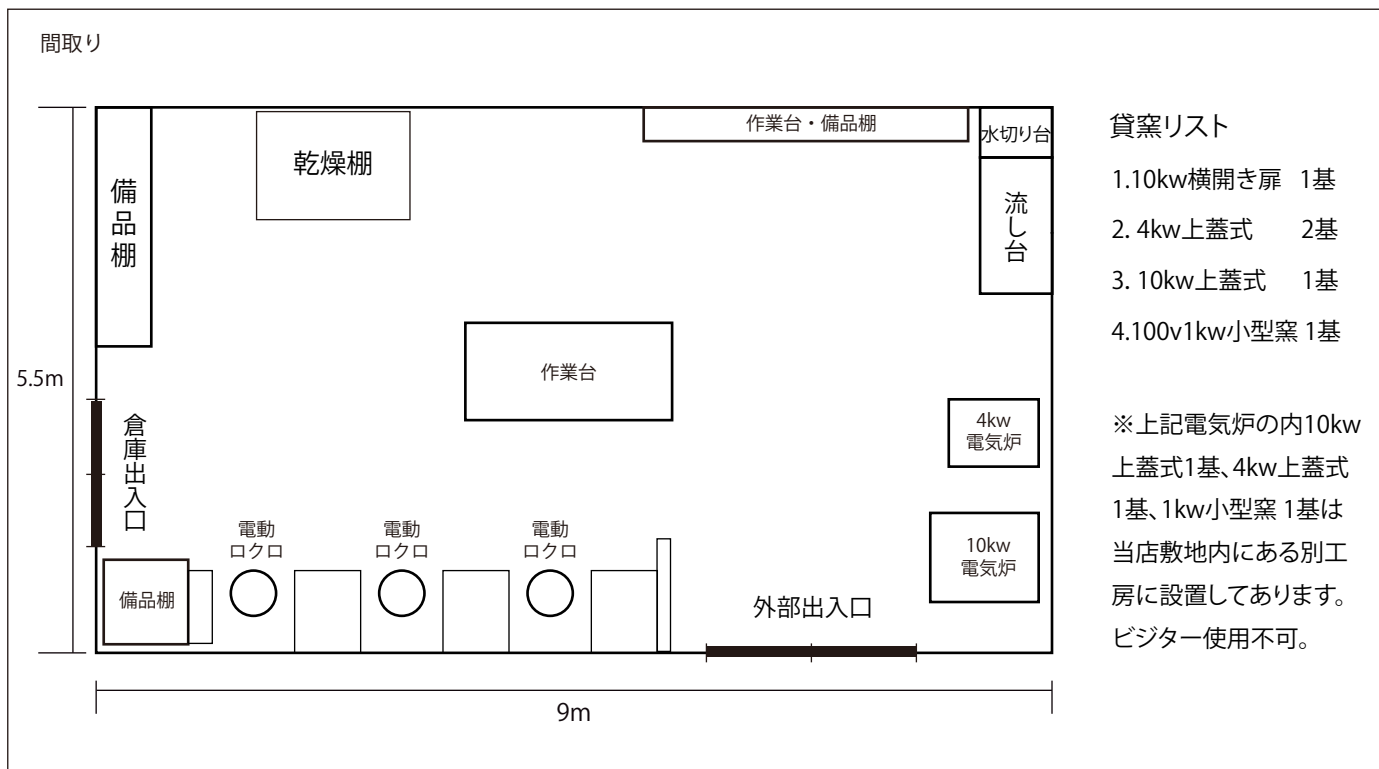 間取り
乾燥棚
備品棚
作業台・備品棚
水切り台
流し台
5.5m
作業台
倉庫出入口
4kw
電気炉
10kw
電気炉
電動
ロクロ
電動
ロクロ
電動
ロクロ
備品棚
外部出入口
9m
貸窯リスト
1.10kw横開き扉 1基
2. 4kw上蓋式 2基
3. 10kw上蓋式 1基
4.100v1kw小型窯 1基
※上記電気炉の内10kw
上蓋式1基、4kw上蓋式
1基、1kw小型窯 1基は
当店敷地内にある別工
房に設置してあります。
ビジター使用不可。